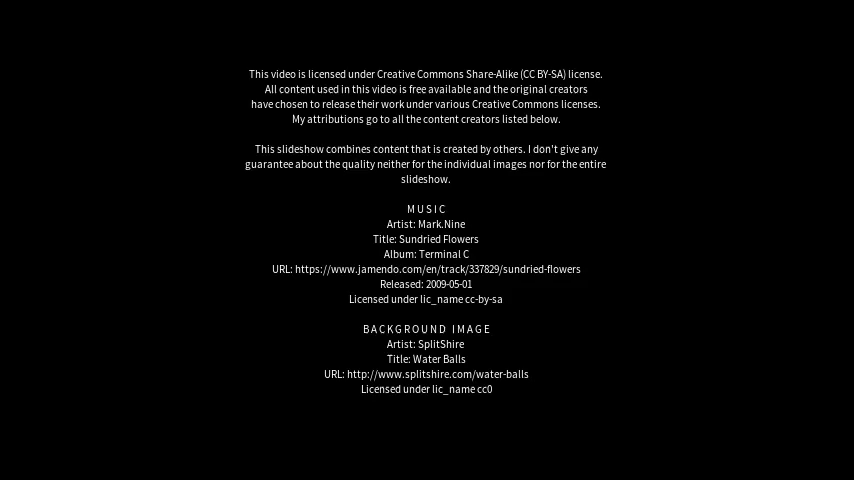 This video is licensed under Creative Commons Share-Alike (CC BY-SA) license.
All content used in this video is free available and the original creators
have chosen to release their work under various Creative Commons licenses.
My attributions go to all the content creators listed below.
This slideshow combines content that is created by others. I don't give any
guarantee about the quality neither for the individual images nor for the entire
slideshow.
MUSIC
Artist: Mark.Nine
Title: Sundried Flowers
Album: Terminal C
URL: https://www.jamendo.com/en/track/337829/sundried-flowers
Released: 2009-05-01
Licensed under lic_name cc-by-sa
BACKGROUND IMAGE
Artist: SplitShire
Title: Water Balls
URL: http://www.splitshire.com/water-balls
Licensed under lic_name cc0